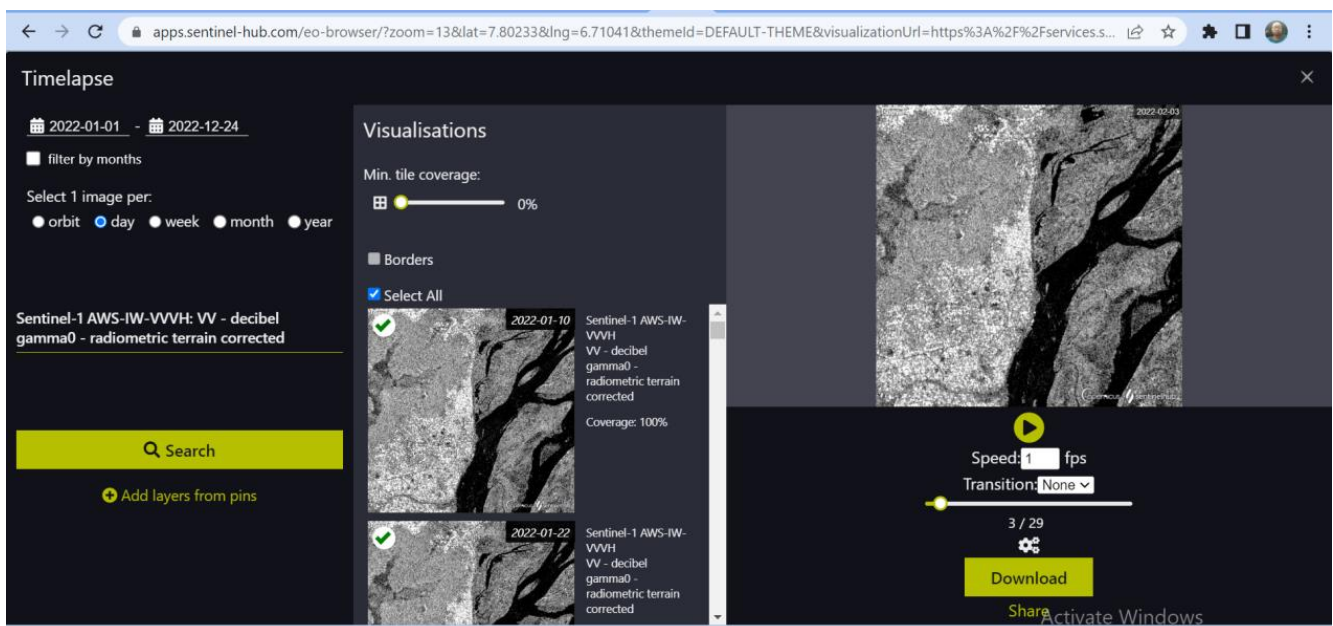 apps.sentinel-hub.com/eo-browser/?zoom=13&lat=7.80233&lng=6.71041&themeId=DEFAULT-THEME&visualizationUrl=https%3A%2F%2Fservices.s...
Timelapse
2022-01-01 - 2022-12-24
filter by months
Select 1 image per:
orbit day week month year
Sentinel-1 AWS-IW-VVVH: VV - decibel
gamma0 - radiometric terrain corrected
Search
Add layers from pins
Visualisations
Min. tile coverage:
0%
Borders
Select All
2022-01-10
Sentinel-1 AWS-IW-
VVVH
VV - decibel
gamma0 -
radiometric terrain
corrected
Coverage: 100%
2022-01-22
Sentinel-1 AWS-IW-
VVVH
VV - decibel
gamma0 -
radiometric terrain
corrected
2022-02-03
Copernicus sentinelhub
Speed: 1 fps
Transition: None
3 / 29
Download
Share
Activate Windows